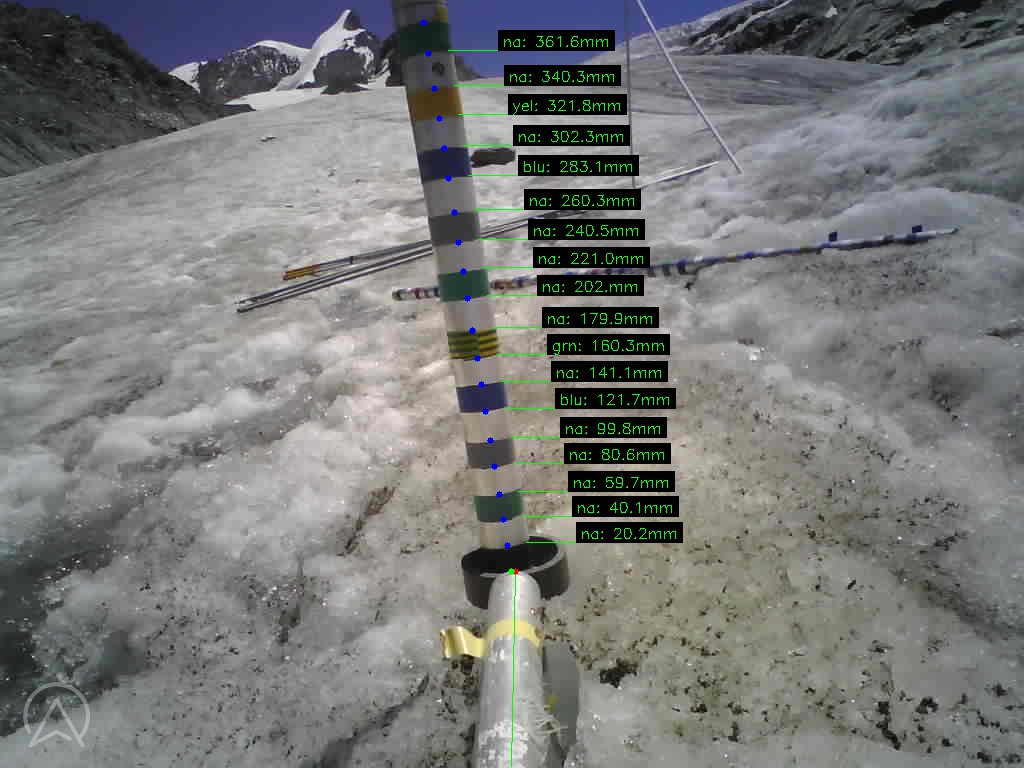 na: 361.6mm
na: 340.3mm
yel: 321.8mm
na: 302.3mm
blu: 283.1mm
na: 260.3mm
na: 240.5mm
na: 221.0mm
na: 202.mm
na: 179.9mm
grn: 160.3mm
na: 141.1mm
blu: 121.7mm
na: 99.8mm
na: 80.6mm
na: 59.7mm
na: 40.1mm
na: 20.2mm